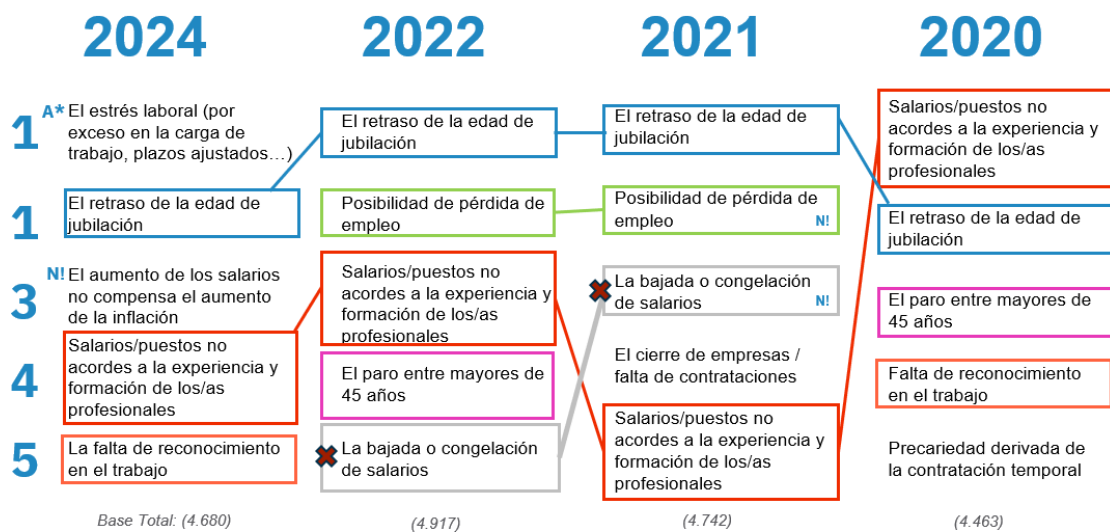 2024
2022
2021
2020
1
A*
El estrés laboral (por
exceso en la carga de
trabajo, plazos ajustados…)
1
El retraso de la edad de
jubilación
3
N!
El aumento de los salarios
no compensa el aumento
de la inflación
4
Salarios/puestos no
acordes a la experiencia y
formación de los/as
profesionales
5
La falta de reconocimiento
en el trabajo
Base Total: (4.680)
El retraso de la edad de
jubilación
Posibilidad de pérdida de
empleo
Salarios/puestos no
acordes a la experiencia y
formación de los/as
profesionales
El paro entre mayores de
45 años
La bajada o congelación
de salarios
(4.917)
El retraso de la edad de
jubilación
Posibilidad de pérdida de
empleo
N!
La bajada o congelación
de salarios
N!
El cierre de empresas /
falta de contrataciones
Salarios/puestos no
acordes a la experiencia y
formación de los/as
profesionales
(4.742)
Salarios/puestos no
acordes a la experiencia y
formación de los/as
profesionales
El retraso de la edad de
jubilación
El paro entre mayores de
45 años
Falta de reconocimiento
en el trabajo
Precariedad derivada de
la contratación temporal
(4.463)